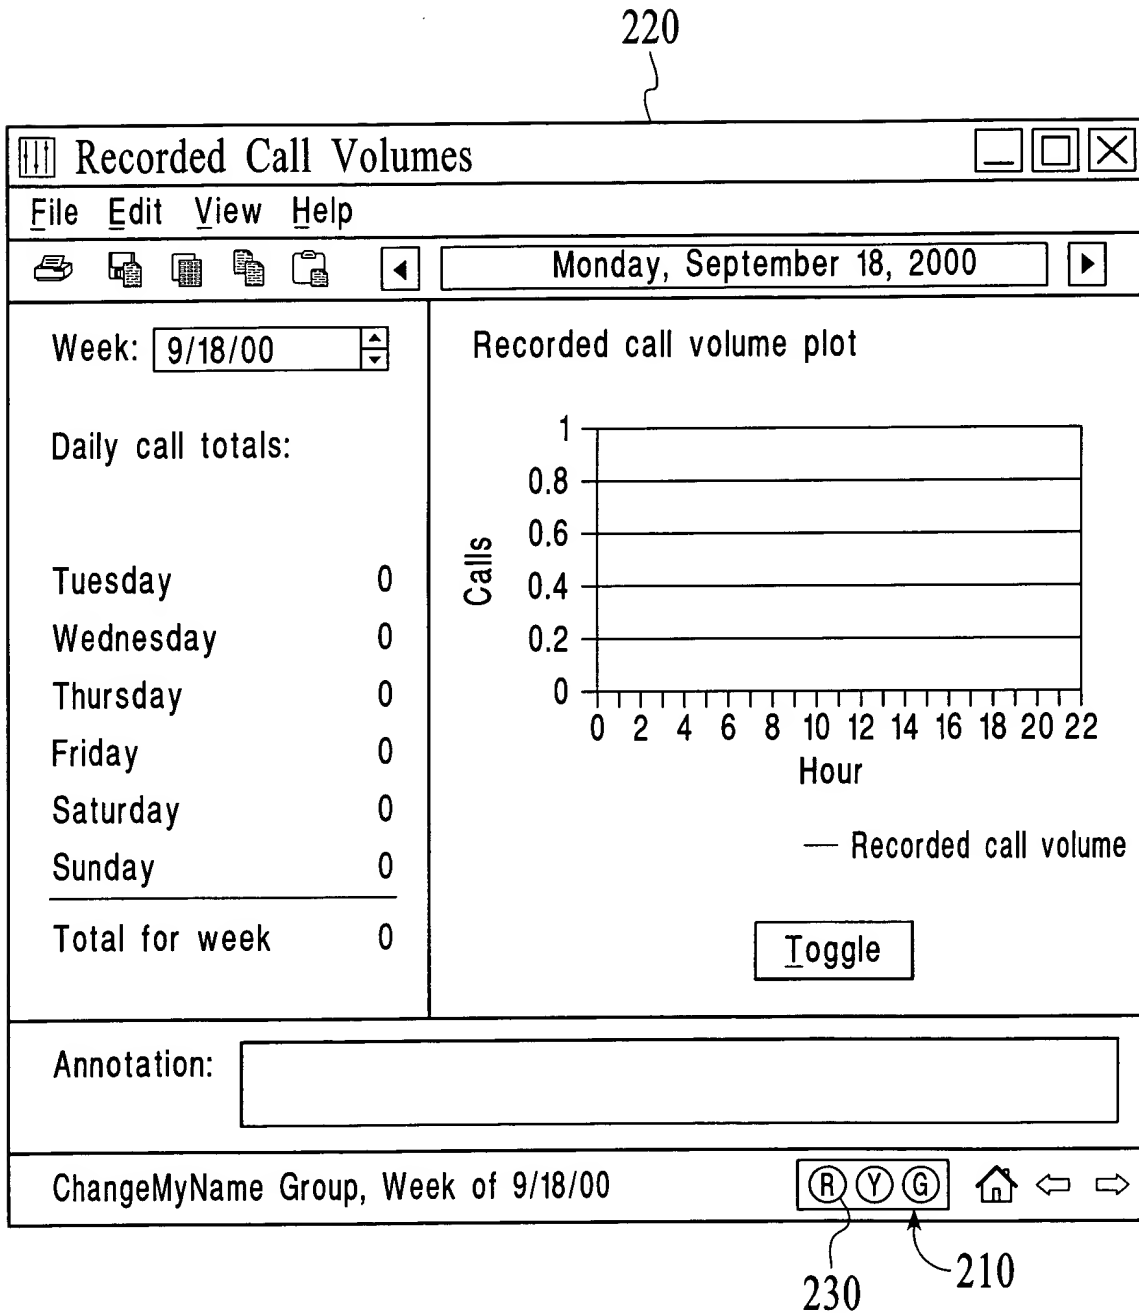 220
Recorded Call Volumes
File Edit View Help
Monday, September 18, 2000
Week: 9/18/00
Daily call totals:
Tuesday 0
Wednesday 0
Thursday 0
Friday 0
Saturday 0
Sunday 0
Total for week 0
Recorded call volume plot
1
0.8
0.6
0.4
0.2
0
Calls
0 2 4 6 8 10 12 14 16 18 20 22
Hour
— Recorded call volume
Toggle
Annotation:
ChangeMyName Group, Week of 9/18/00
R Y G
230
210